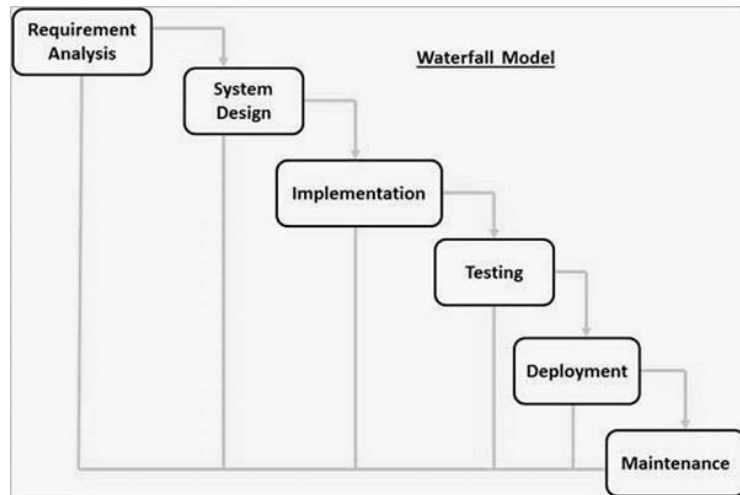 Requirement
Analysis
Waterfall Model
System
Design
Implementation
Testing
Deployment
Maintenance